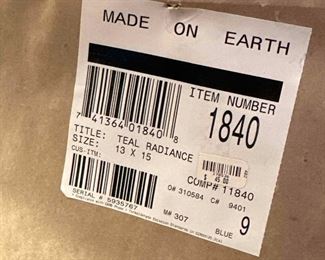 MADE ON EARTH
ITEM NUMBER
1840
7 41364 01840 8
TITLE: TEAL RADIANCE
SIZE: 13 X 15
CUS-ITM:
COMP# 11840
O# 310584 C# 9401
SERIAL # 5935767
M# 307
BLUE 9